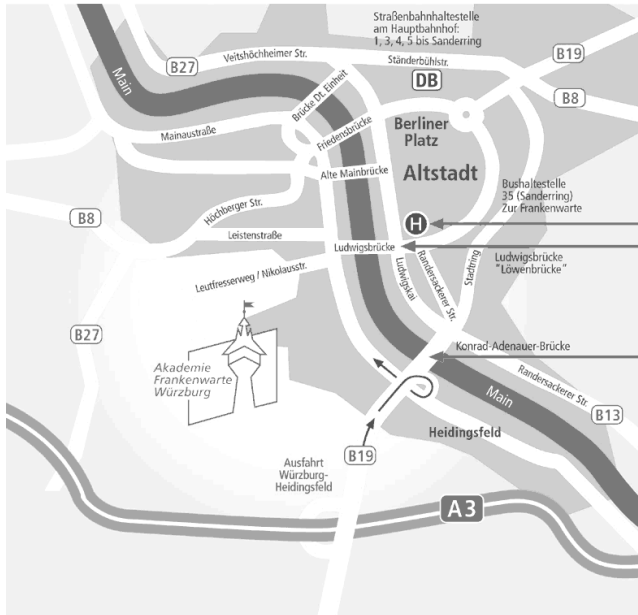 Straßenbahnhaltestelle
am Hauptbahnhof:
1, 3, 4, 5 bis Sanderring
B19
B27
Veitshöchheimer Str.
Ständerbühlstr.
DB
B8
Main
Brücke Dt. Einheit
Mainaustraße
Friedensbrücke
Berliner
Platz
Alte Mainbrücke
Altstadt
Bushaltestelle
35 (Sanderring)
Zur Frankenwarte
Höchberger Str.
B8
H
Leistenstraße
Ludwigsbrücke
Ludwigsbrücke
"Löwenbrücke"
Leutfresserweg / Nikolausstr.
Ludwigskai
Randersackerer Str.
Stadtring
B27
Konrad-Adenauer-Brücke
Akademie
Frankenwarte
Würzburg
Main
Randersackerer Str.
B13
Heidingsfeld
B19
Ausfahrt
Würzburg-
Heidingsfeld
A3